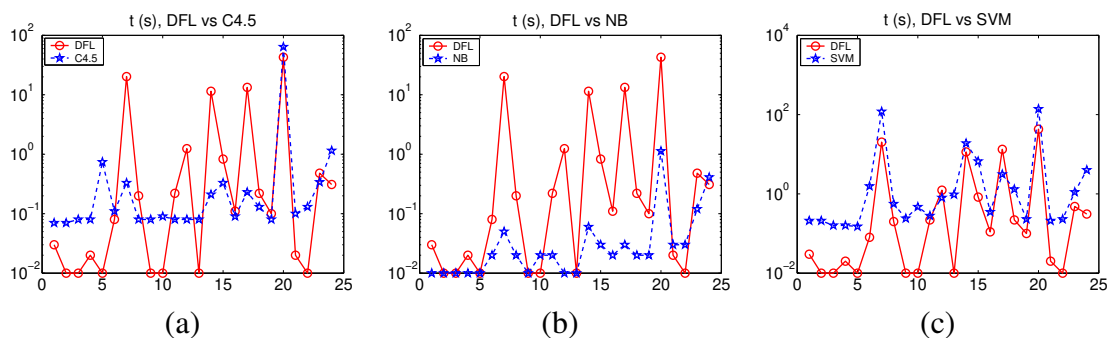 t (s), DFL vs C4.5
10^2
10^1
10^0
10^−1
10^−2
0 5 10 15 20 25
DFL
C4.5
(a)
t (s), DFL vs NB
10^2
10^1
10^0
10^−1
10^−2
0 5 10 15 20 25
DFL
NB
(b)
t (s), DFL vs SVM
10^4
10^2
10^0
10^−2
0 5 10 15 20 25
DFL
SVM
(c)